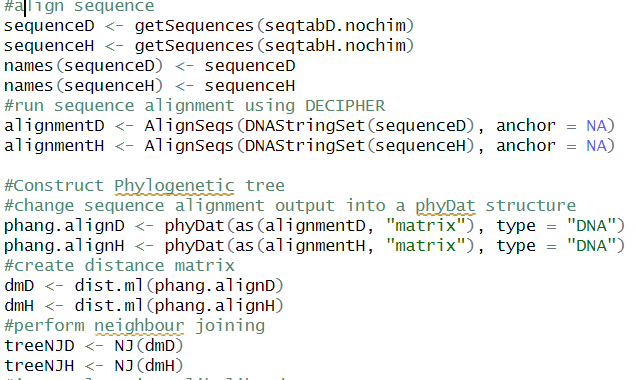 #align sequence
sequenceD <- getSequences(seqtabD.nochim)
sequenceH <- getSequences(seqtabH.nochim)
names(sequenceD) <- sequenceD
names(sequenceH) <- sequenceH
#run sequence alignment using DECIPHER
alignmentD <- AlignSeqs(DNAStringSet(sequenceD), anchor = NA)
alignmentH <- AlignSeqs(DNAStringSet(sequenceH), anchor = NA)
#Construct Phylogenetic tree
#change sequence alignment output into a phyDat structure
phang.alignD <- phyDat(as(alignmentD, "matrix"), type = "DNA")
phang.alignH <- phyDat(as(alignmentH, "matrix"), type = "DNA")
#create distance matrix
dmD <- dist.ml(phang.alignD)
dmH <- dist.ml(phang.alignH)
#perform neighbour joining
treeNJD <- NJ(dmD)
treeNJH <- NJ(dmH)